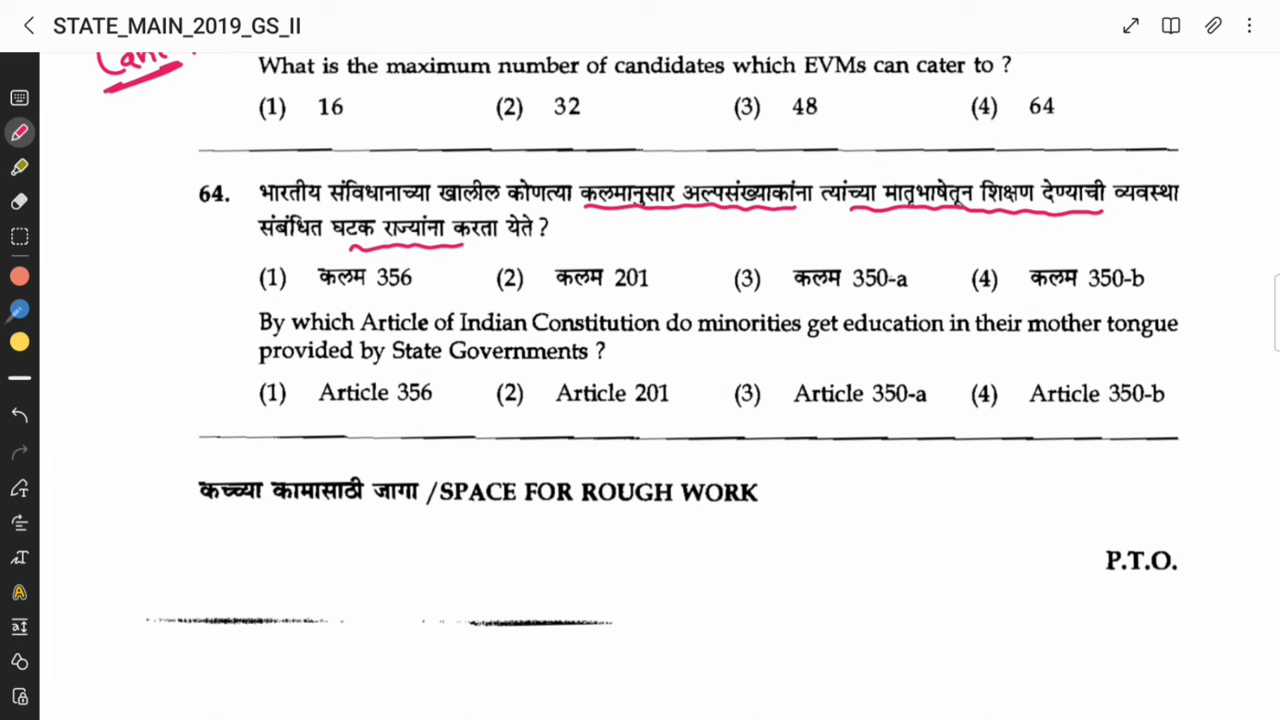 STATE_MAIN_2019_GS_II
What is the maximum number of candidates which EVMs can cater to ?
(1) 16 (2) 32 (3) 48 (4) 64
64. भारतीय संविधानाच्या खालील कोणत्या कलमानुसार अल्पसंख्याकांना त्यांच्या मातृभाषेतून शिक्षण देण्याची व्यवस्था
संबंधित घटक राज्यांना करता येते ?
(1) कलम 356 (2) कलम 201 (3) कलम 350-a (4) कलम 350-b
By which Article of Indian Constitution do minorities get education in their mother tongue
provided by State Governments ?
(1) Article 356 (2) Article 201 (3) Article 350-a (4) Article 350-b
कच्च्या कामासाठी जागा /SPACE FOR ROUGH WORK
P.T.O.